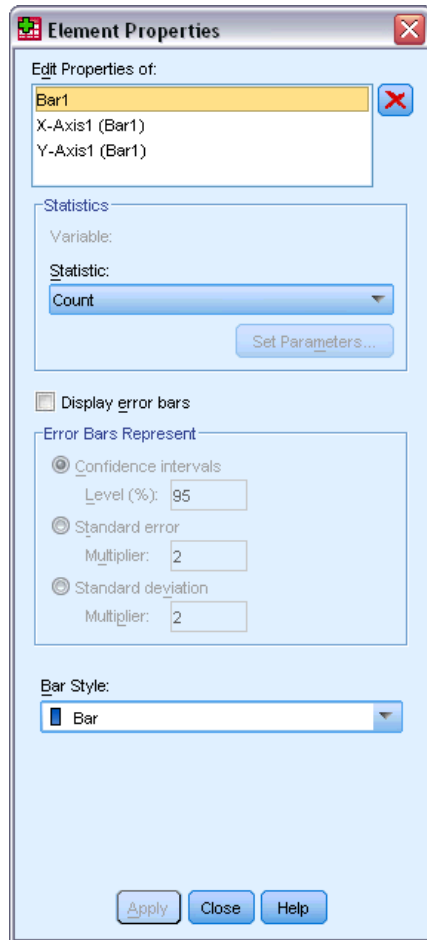 Element Properties
Edit Properties of:
Bar1
X-Axis1 (Bar1)
Y-Axis1 (Bar1)
Statistics
Variable:
Statistic:
Count
Set Parameters...
Display error bars
Error Bars Represent
Confidence intervals
Level (%): 95
Standard error
Multiplier: 2
Standard deviation
Multiplier: 2
Bar Style:
Bar
Apply Close Help